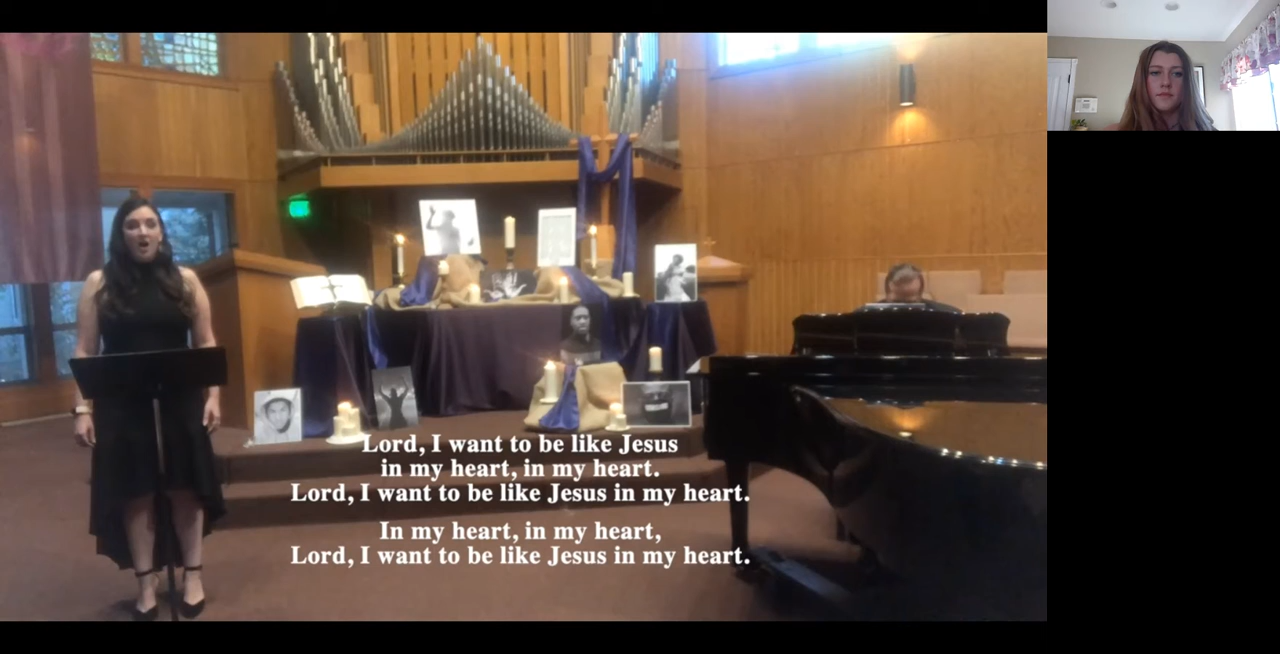 Lord, I want to be like Jesus
in my heart, in my heart.
Lord, I want to be like Jesus in my heart.
In my heart, in my heart,
Lord, I want to be like Jesus in my heart.